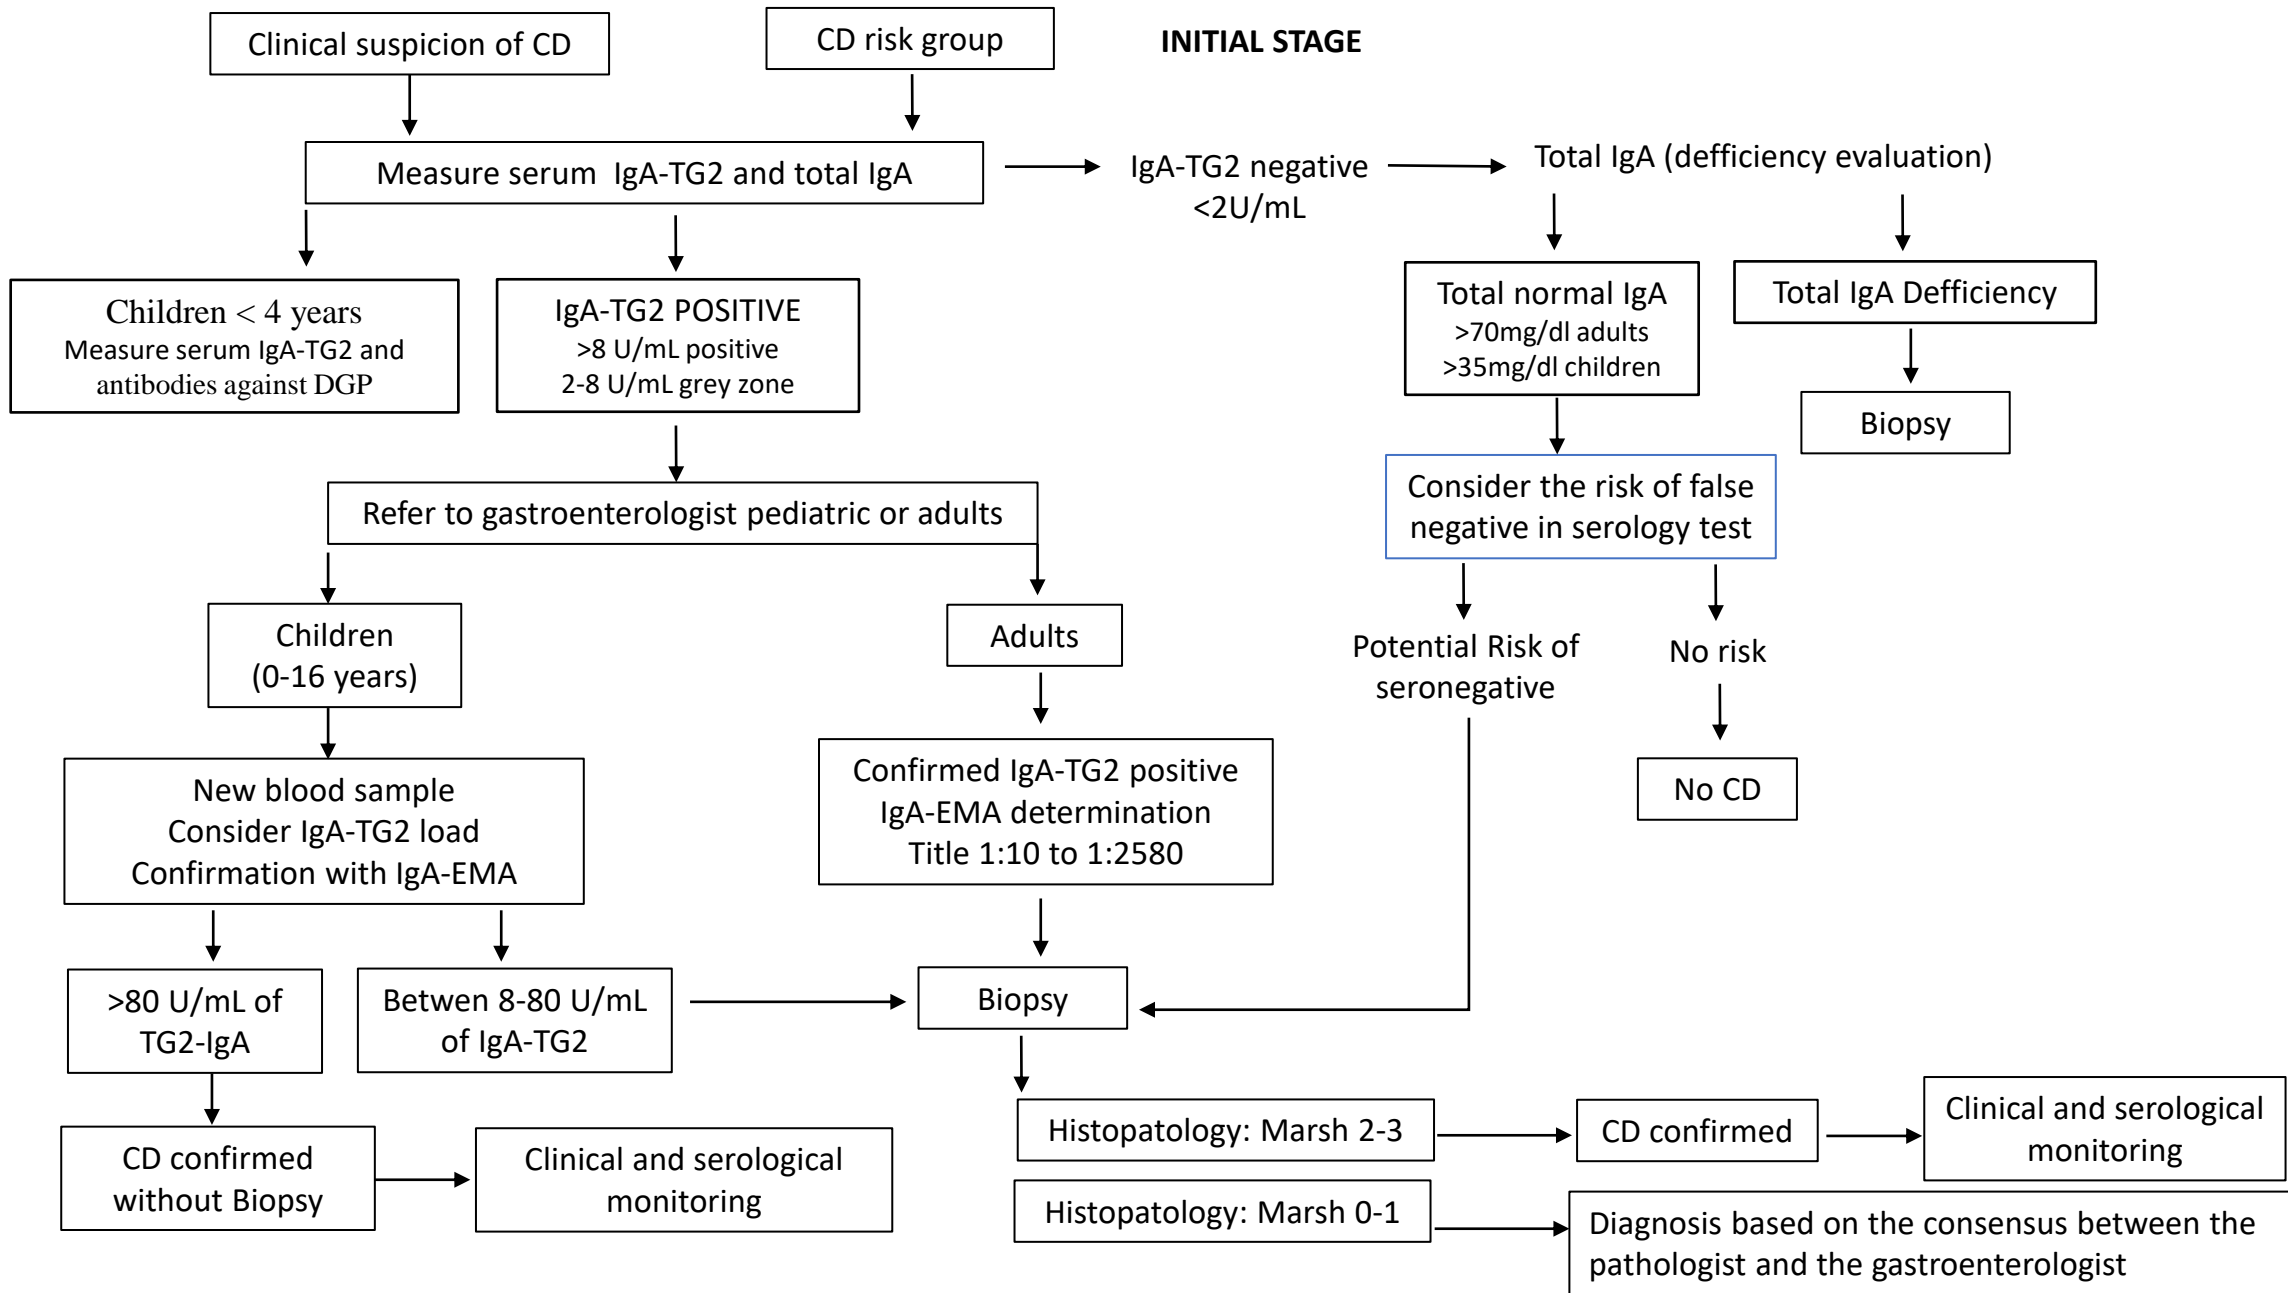 Clinical suspicion of CD
CD risk group
INITIAL STAGE
Measure serum IgA-TG2 and total IgA
IgA-TG2 negative
<2U/mL
Total IgA (defficiency evaluation)
Children < 4 years
Measure serum IgA-TG2 and
antibodies against DGP
IgA-TG2 POSITIVE
>8 U/mL positive
2-8 U/mL grey zone
Total normal IgA
>70mg/dl adults
>35mg/dl children
Total IgA Defficiency
Biopsy
Refer to gastroenterologist pediatric or adults
Consider the risk of false
negative in serology test
Children
(0-16 years)
Adults
Potential Risk of
seronegative
No risk
New blood sample
Consider IgA-TG2 load
Confirmation with IgA-EMA
Confirmed IgA-TG2 positive
IgA-EMA determination
Title 1:10 to 1:2580
No CD
>80 U/mL of
TG2-IgA
Betwen 8-80 U/mL
of IgA-TG2
Biopsy
CD confirmed
without Biopsy
Clinical and serological
monitoring
Histopatology: Marsh 2-3
CD confirmed
Clinical and serological
monitoring
Histopatology: Marsh 0-1
Diagnosis based on the consensus between the
pathologist and the gastroenterologist